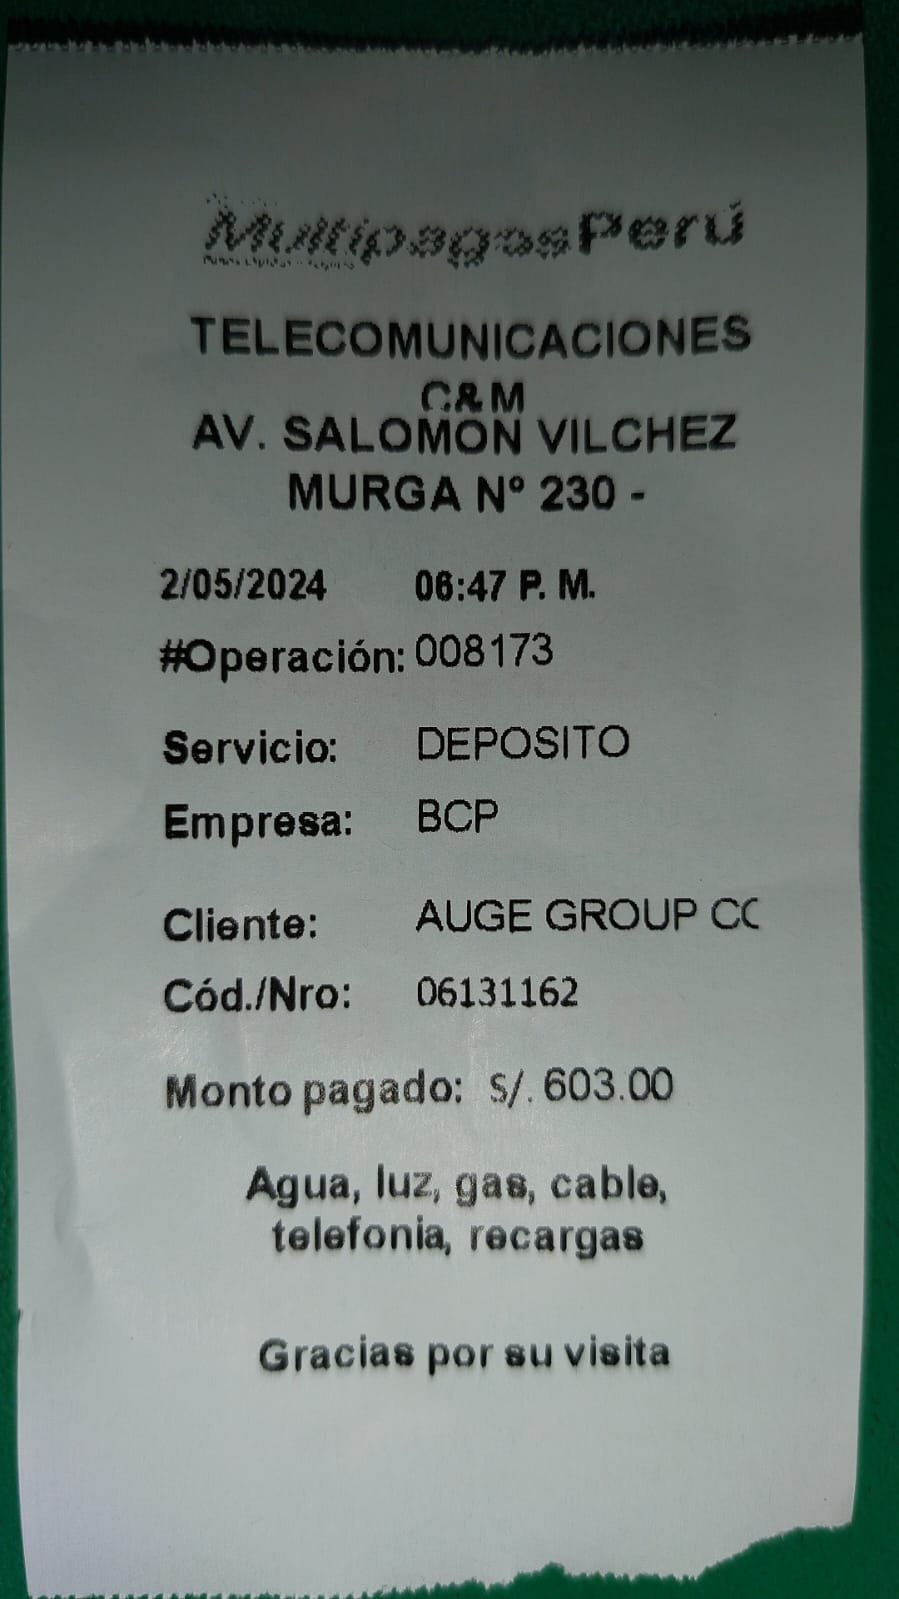 MultipagosPerú
TELECOMUNICACIONES
C&M
AV. SALOMON VILCHEZ
MURGA Nº 230 -
2/05/2024 06:47 P. M.
#Operación: 008173
Servicio: DEPOSITO
Empresa: BCP
Cliente: AUGE GROUP CO
Cód./Nro: 06131162
Monto pagado: S/. 603.00
Agua, luz, gas, cable,
telefonia, recargas
Gracias por su visita